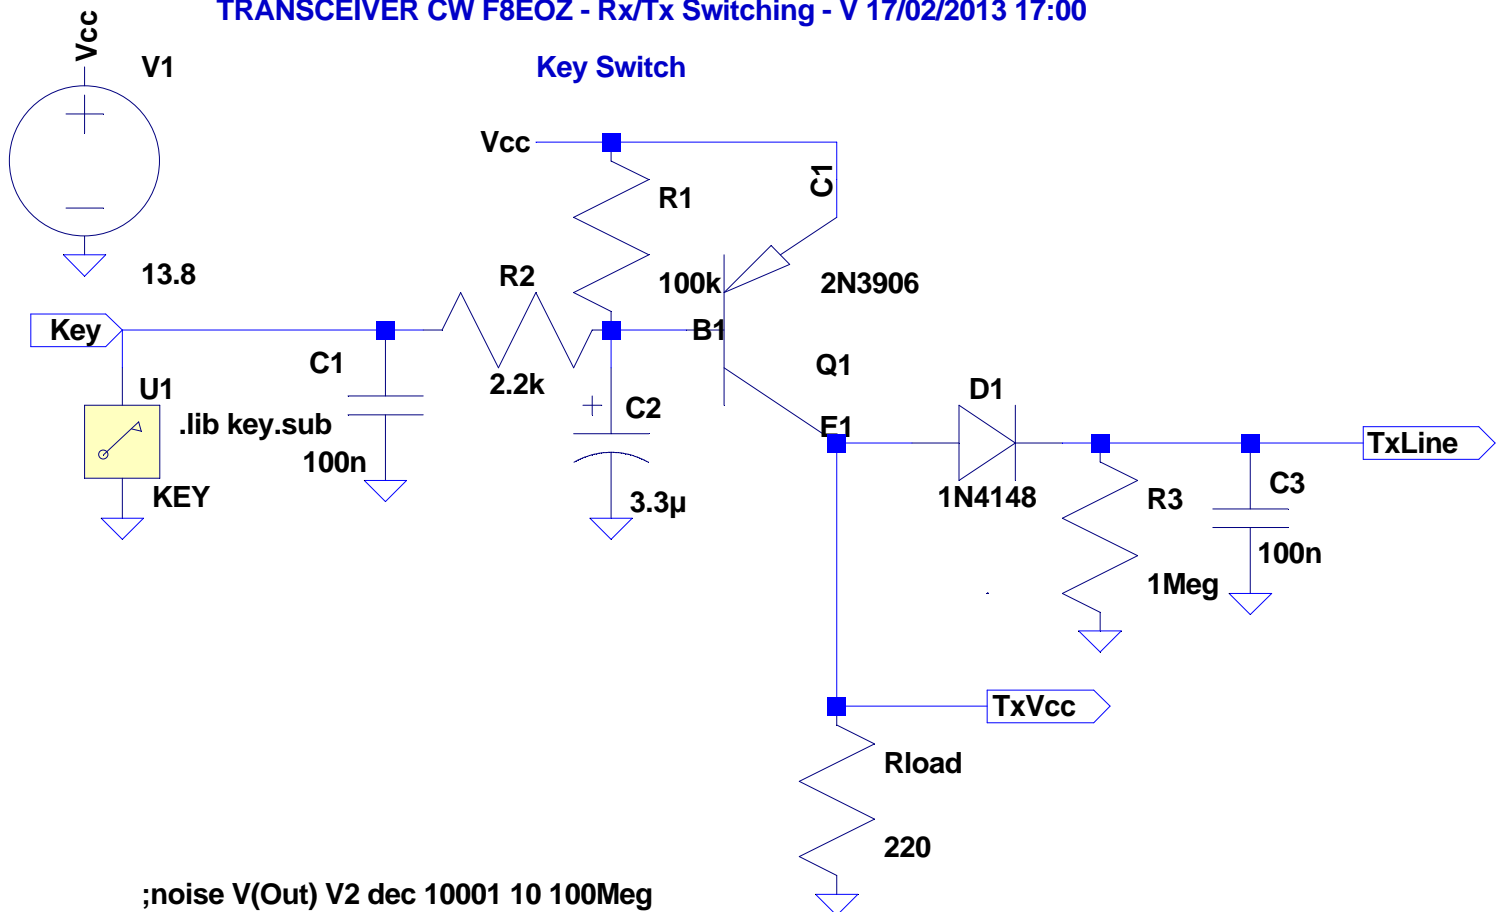 TRANSCEIVER CW F8EOZ - Rx/Tx Switching - V 17/02/2013 17:00
Vcc
V1
Key Switch
Vcc
C1
R1
13.8
R2
100k
2N3906
Key
B1
C1
Q1
U1
2.2k
D1
C2
.lib key.sub
E1
TxLine
100n
KEY
3.3µ
1N4148
R3
C3
100n
1Meg
TxVcc
Rload
220
;noise V(Out) V2 dec 10001 10 100Meg